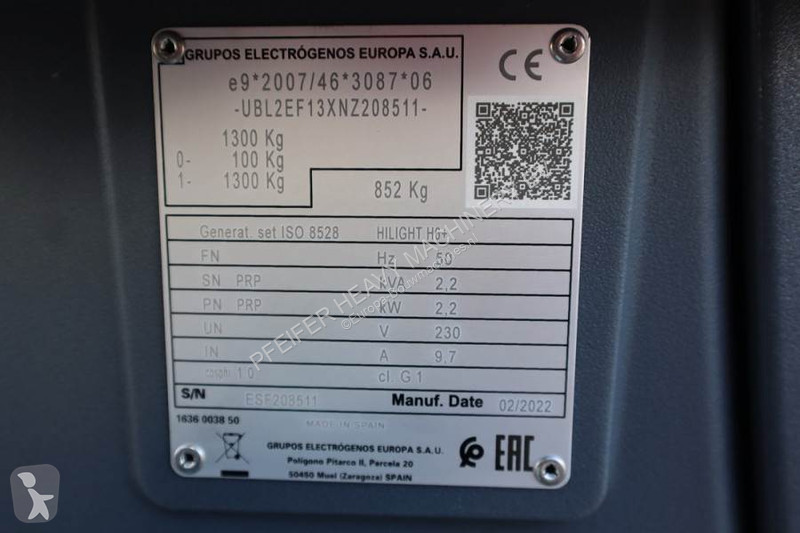 GRUPOS ELECTRÓGENOS EUROPA S.A.U.
CE
e9*2007/46*3087*06
-UBL2EF13XNZ208511-
1300 Kg
0- 100 Kg
1- 1300 Kg
852 Kg
Generat. set ISO 8528 HILIGHT H6+
FN Hz 50
SN PRP kVA 2,2
PN PRP kW 2,2
UN V 230
IN A 9,7
1.0 cl. G 1
S/N ESF208511 Manuf. Date 02/2022
1636 0038 50
MADE IN SPAIN
GRUPOS ELECTRÓGENOS EUROPA S.A.U.
Polígono Pitarco II, Parcela 20
50450 Muel (Zaragoza) SPAIN
EAC
PFEIFER HEAVY MACHINERY